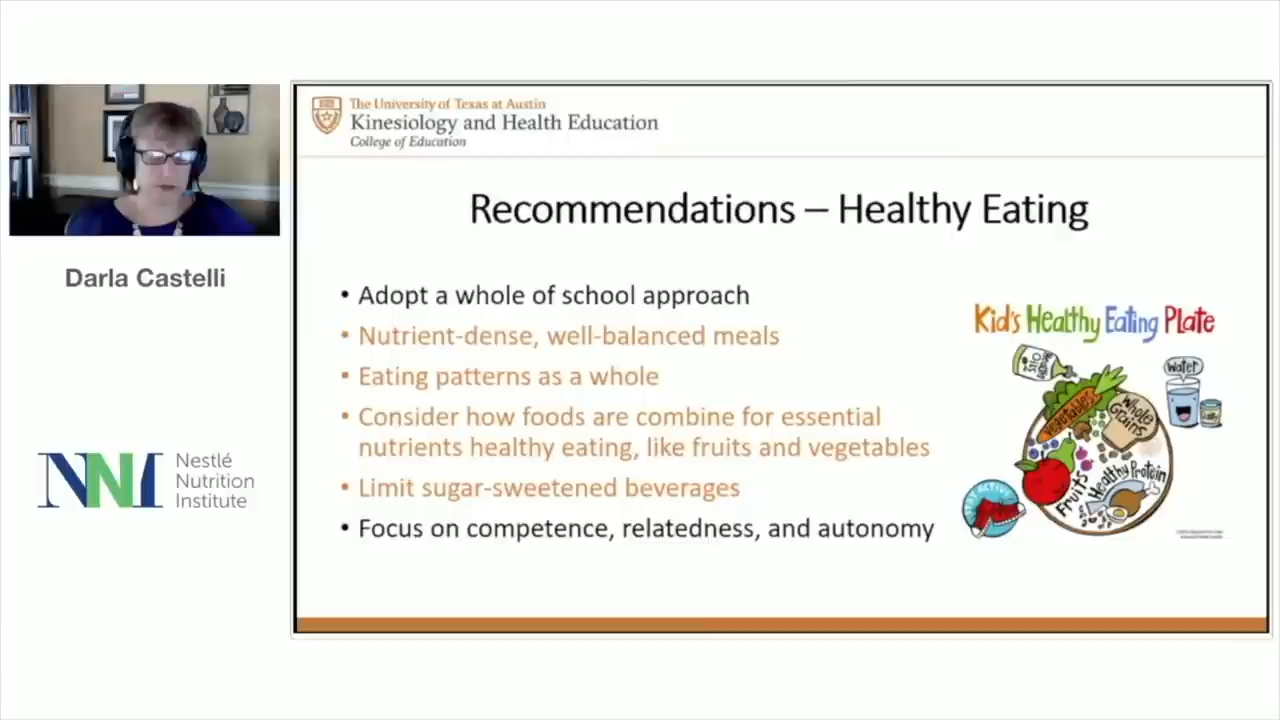 The University of Texas at Austin
Kinesiology and Health Education
College of Education
Recommendations – Healthy Eating
Darla Castelli
• Adopt a whole of school approach
• Nutrient-dense, well-balanced meals
• Eating patterns as a whole
• Consider how foods are combine for essential
nutrients healthy eating, like fruits and vegetables
• Limit sugar-sweetened beverages
• Focus on competence, relatedness, and autonomy
Kid's Healthy Eating Plate
Water
Vegetables
Whole
Grains
Fruits
Healthy Protein
NNI
Nestlé
Nutrition
Institute